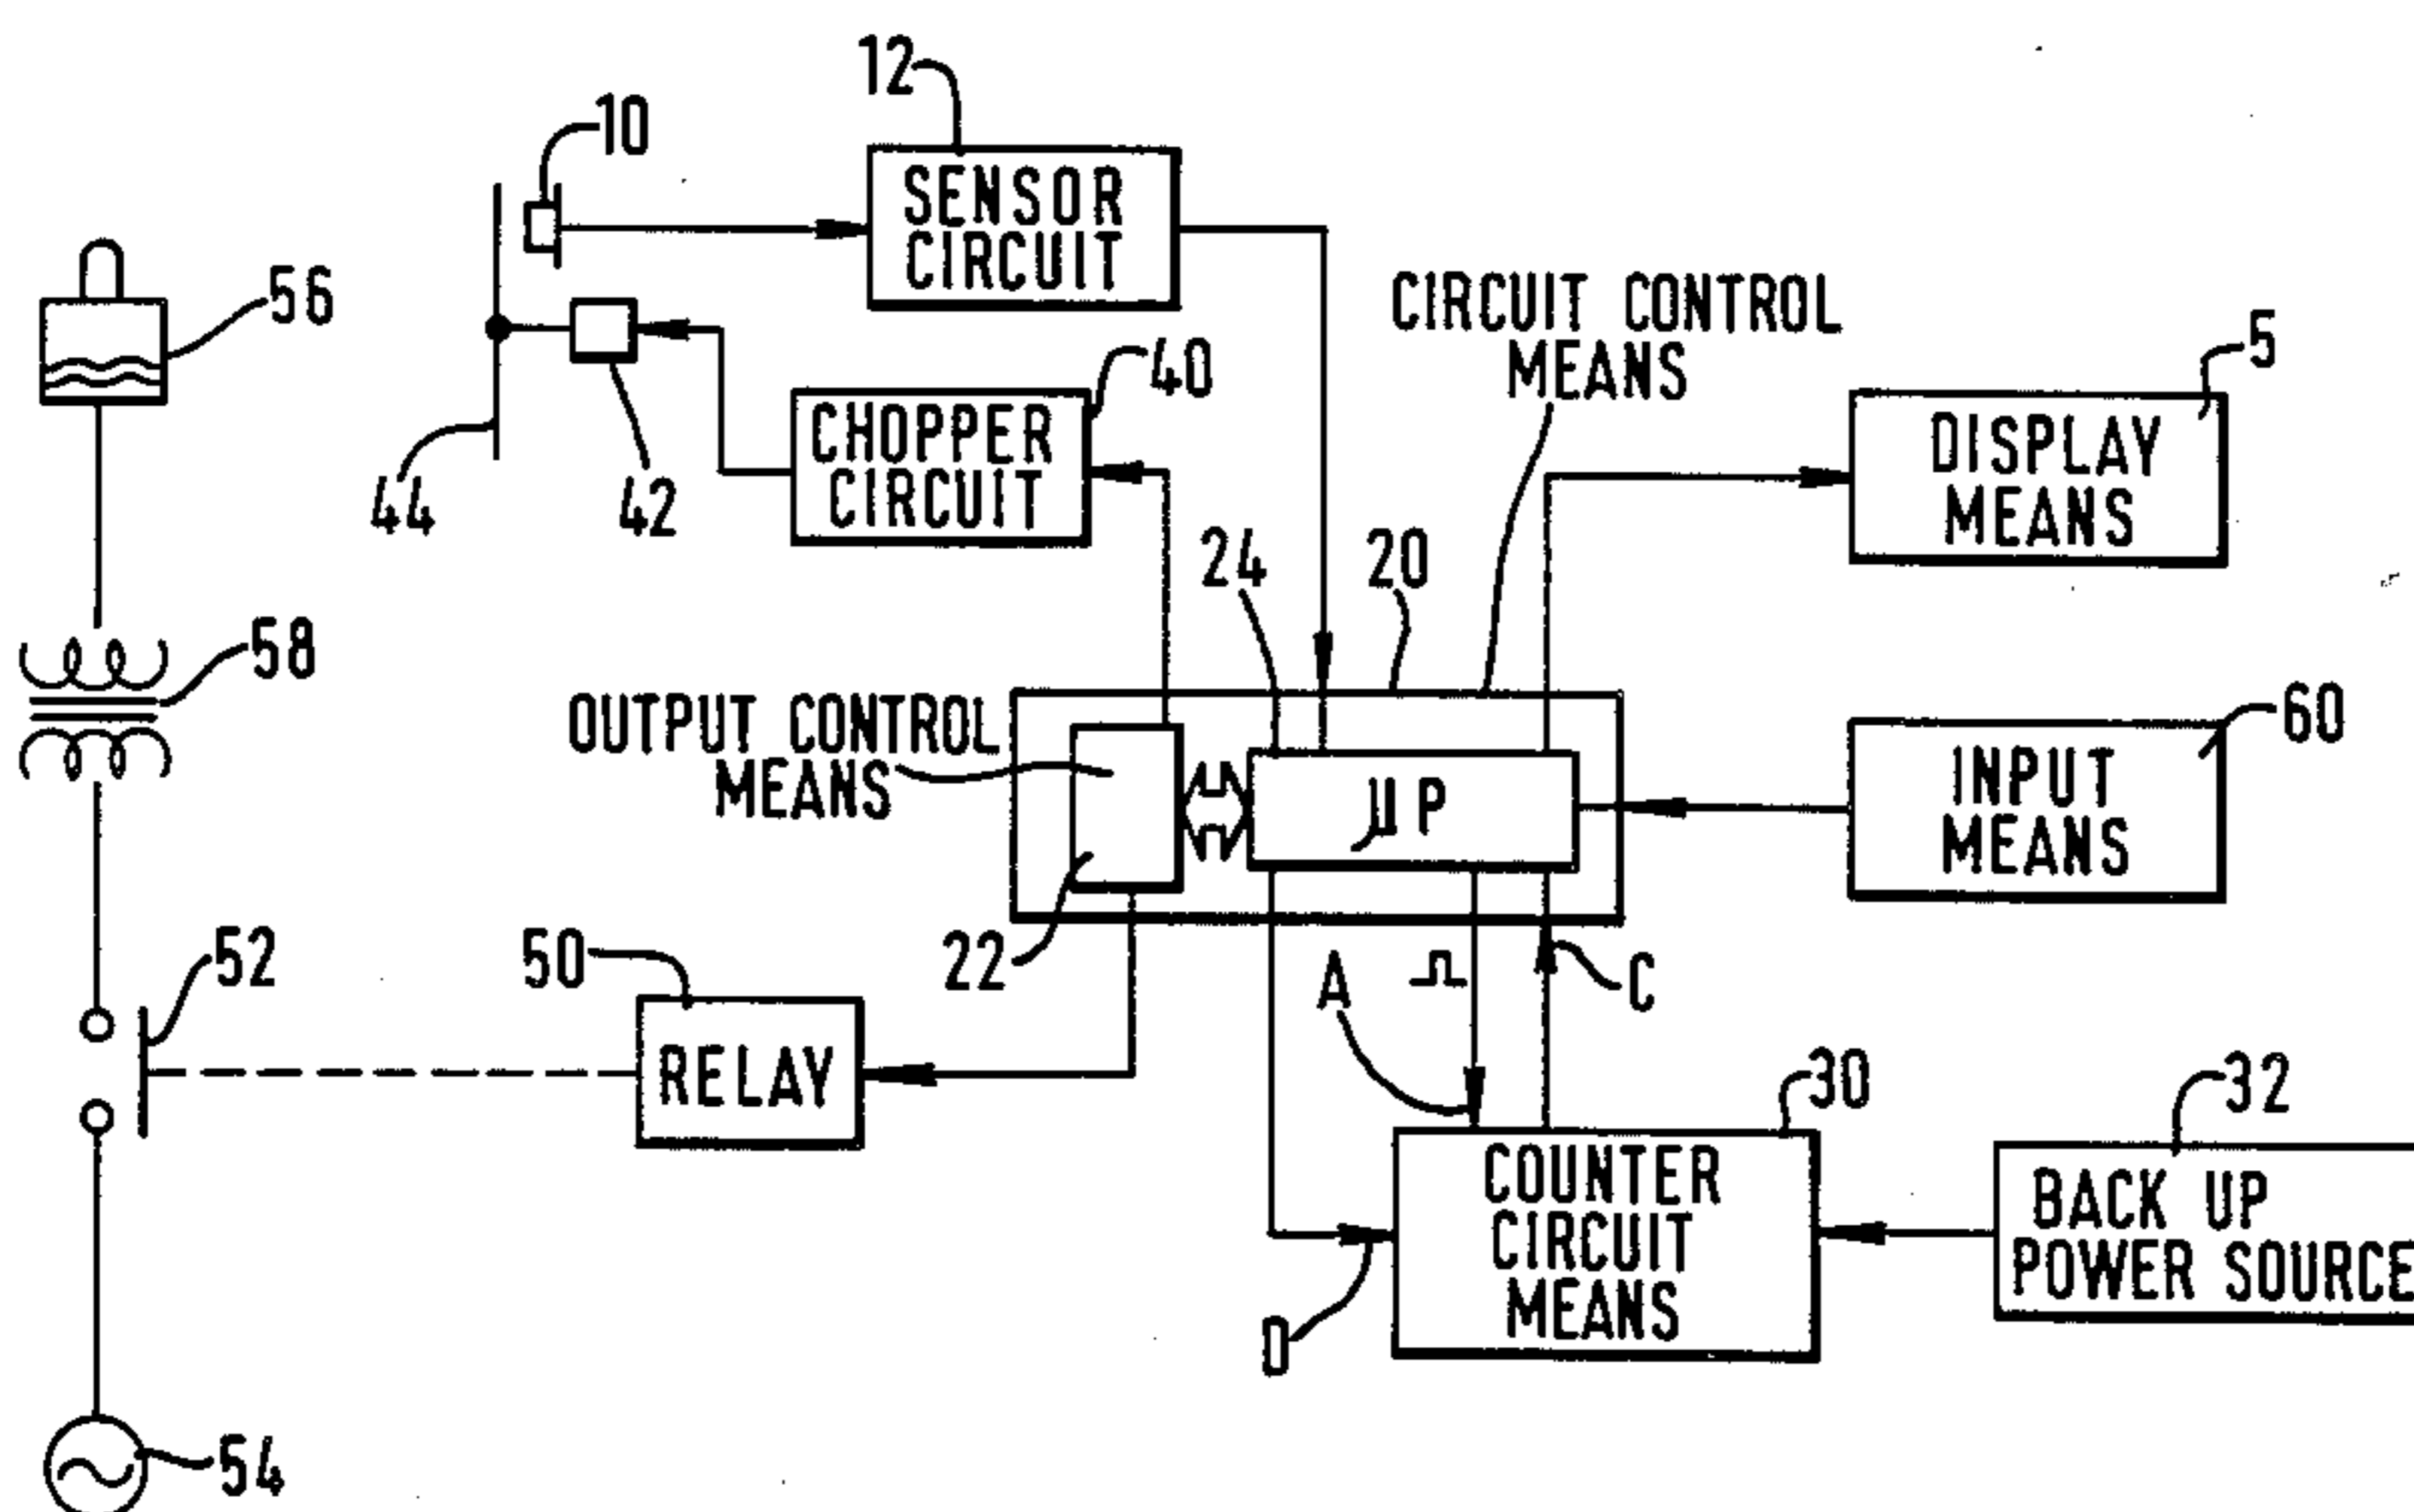 12
10
SENSOR
CIRCUIT
56
CIRCUIT CONTROL
MEANS
5
40
CHOPPER
CIRCUIT
DISPLAY
MEANS
44
42
24
20
58
OUTPUT CONTROL
MEANS
60
INPUT
MEANS
μP
52
50
22
A
C
RELAY
30
32
COUNTER
CIRCUIT
MEANS
BACK UP
POWER SOURCE
D
54